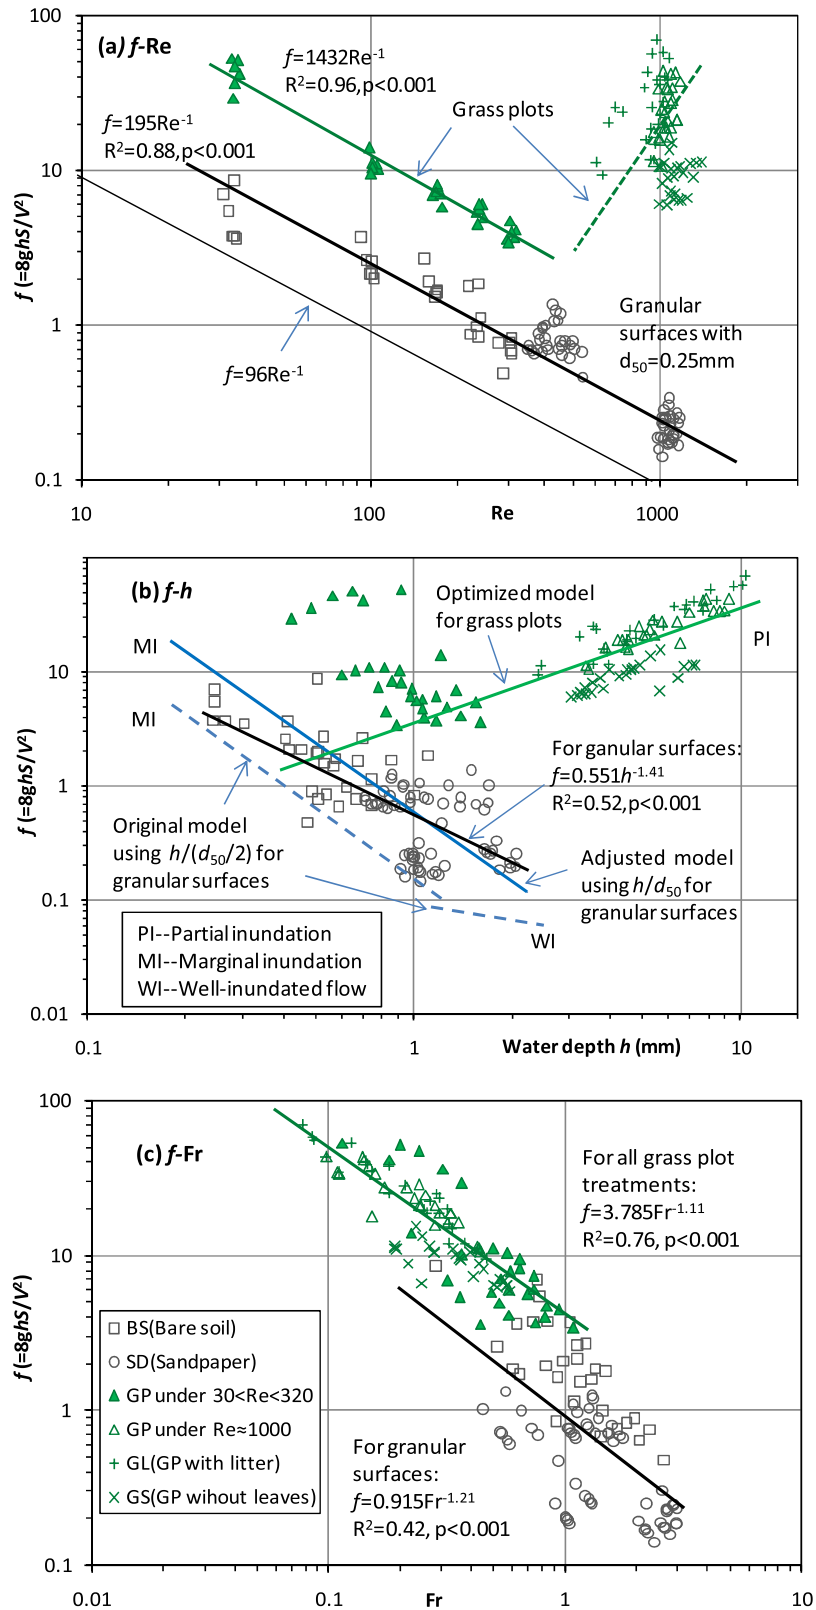 (a) f-Re
f=1432Re-1
R2=0.96,p<0.001
f=195Re-1
R2=0.88,p<0.001
Grass plots
Granular
surfaces with
d50=0.25mm
f=96Re-1
f (=8ghS/V2)
100
10
1
0.1
10
100
1000
Re
(b) f-h
Optimized model
for grass plots
MI
MI
PI
For ganular surfaces:
f=0.551h-1.41
R2=0.52,p<0.001
Original model
using h/(d50/2) for
granular surfaces
Adjusted model
using h/d50 for
granular surfaces
WI
PI--Partial inundation
MI--Marginal inundation
WI--Well-inundated flow
f (=8ghS/V2)
10
1
0.1
0.01
0.1
1
10
Water depth h (mm)
(c) f-Fr
For all grass plot
treatments:
f=3.785Fr-1.11
R2=0.76, p<0.001
BS(Bare soil)
SD(Sandpaper)
GP under 30<Re<320
GP under Re≈1000
GL(GP with litter)
GS(GP wihout leaves)
For granular
surfaces:
f=0.915Fr-1.21
R2=0.42, p<0.001
f (=8ghS/V2)
100
10
1
0.1
0.01
0.1
1
10
Fr